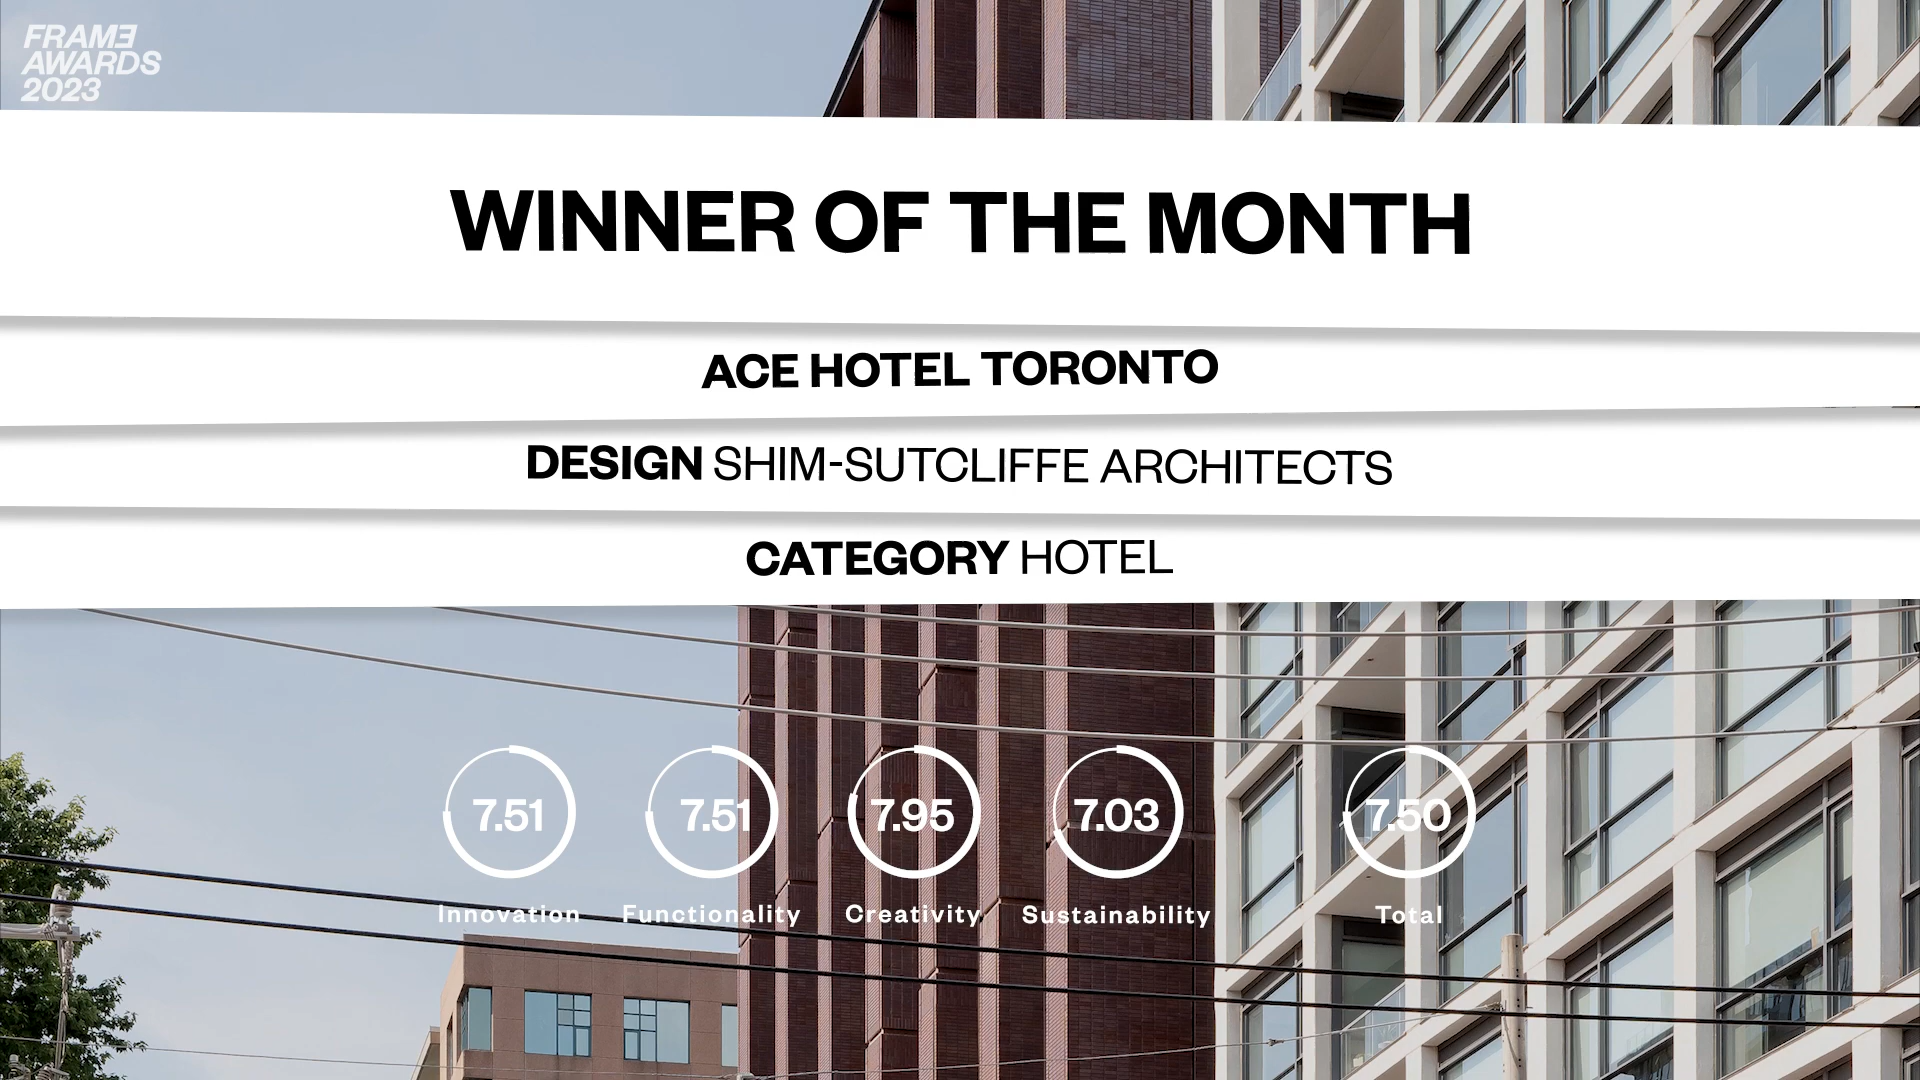 FRAME
AWARDS
2023
WINNER OF THE MONTH
ACE HOTEL TORONTO
DESIGN SHIM-SUTCLIFFE ARCHITECTS
CATEGORY HOTEL
7.51 7.51 7.95 7.03 7.50
Innovation Functionality Creativity Sustainability Total